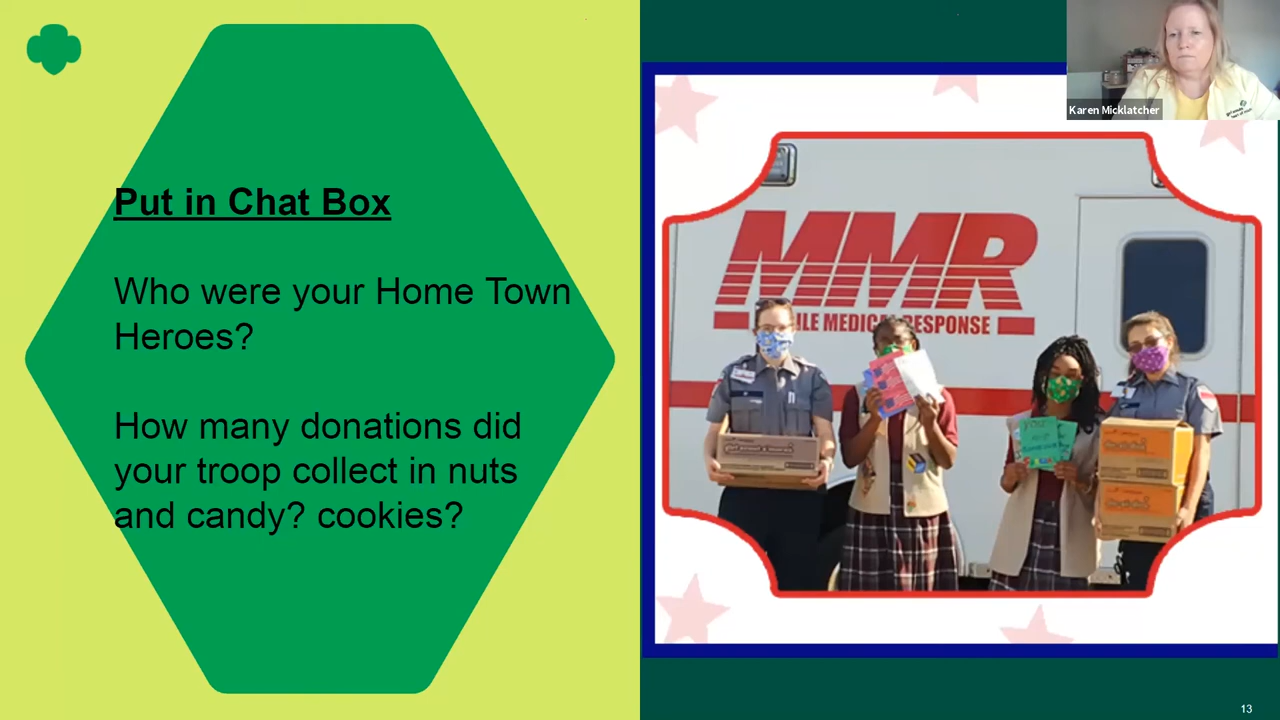 Put in Chat Box
Who were your Home Town
Heroes?
How many donations did
your troop collect in nuts
and candy? cookies?
Karen Micklatcher
MMR
MEDICAL RESPONSE
13